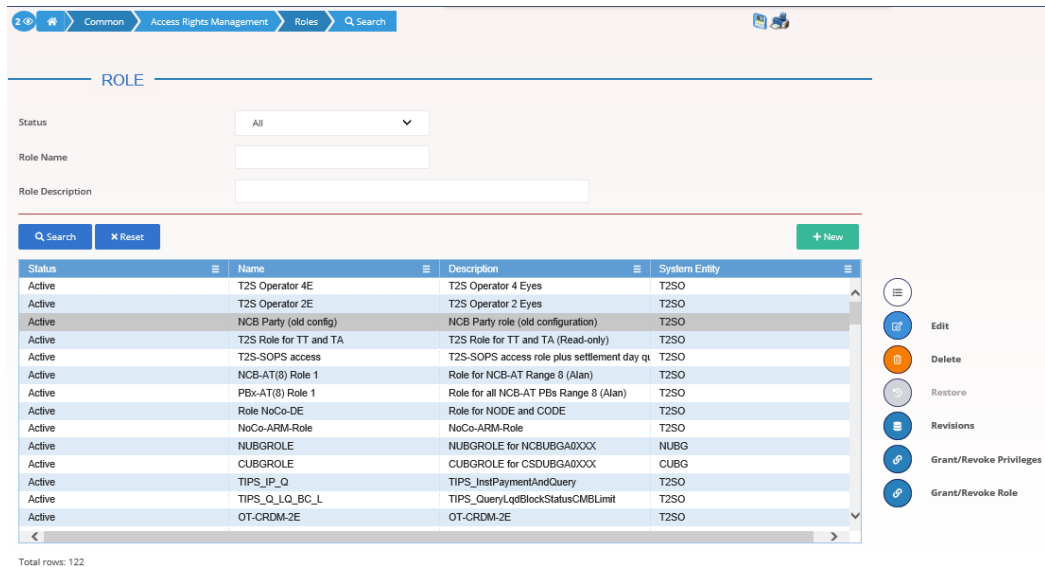 2 Common Access Rights Management Roles Search
ROLE
Status All
Role Name
Role Description
Search Reset New
Status Name Description System Entity
Active T2S Operator 4E T2S Operator 4 Eyes T2SO
Active T2S Operator 2E T2S Operator 2 Eyes T2SO
Active NCB Party (old config) NCB Party role (old configuration) T2SO
Active T2S Role for TT and TA T2S Role for TT and TA (Read-only) T2SO
Active T2S-SOPS access T2S-SOPS access role plus settlement day qu T2SO
Active NCB-AT(8) Role 1 Role for NCB-AT Range 8 (Alan) T2SO
Active PBx-AT(8) Role 1 Role for all NCB-AT PBs Range 8 (Alan) T2SO
Active Role NoCo-DE Role for NODE and CODE T2SO
Active NoCo-ARM-Role NoCo-ARM-Role T2SO
Active NUBGROLE NUBGROLE for NCBUBGA0XXX NUBG
Active CUBGROLE CUBGROLE for CSDUBGA0XXX CUBG
Active TIPS_IP_Q TIPS_InstPaymentAndQuery T2SO
Active TIPS_Q_LQ_BC_L TIPS_QueryLqdBlockStatusCMBLimit T2SO
Active OT-CRDM-2E OT-CRDM-2E T2SO
Edit
Delete
Restore
Revisions
Grant/Revoke Privileges
Grant/Revoke Role
Total rows: 122